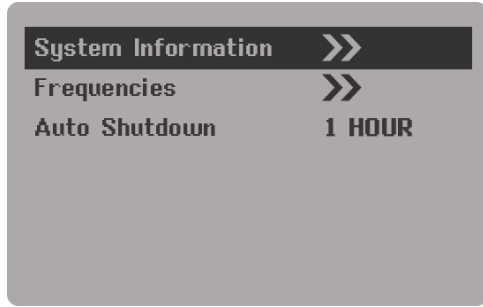 System Information »
Frequencies »
Auto Shutdown 1 HOUR